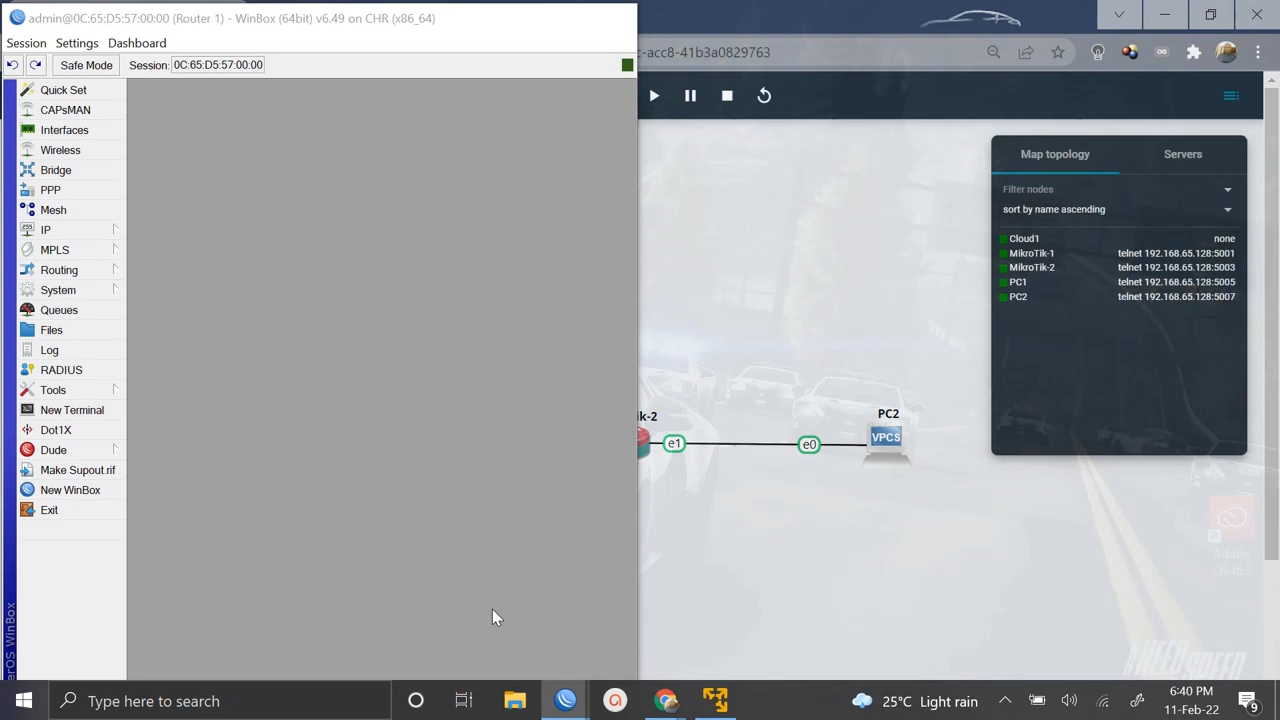 admin@0C:65:D5:57:00:00 (Router 1) - WinBox (64bit) v6.49 on CHR (x86_64)
Session Settings Dashboard
Safe Mode Session: 0C:65:D5:57:00:00
Quick Set
CAPsMAN
Interfaces
Wireless
Bridge
PPP
Mesh
IP
MPLS
Routing
System
Queues
Files
Log
RADIUS
Tools
New Terminal
Dot1X
Dude
Make Supout.rif
New WinBox
Exit
erOS WinBox
-acc8-41b3a0829763
Map topology Servers
Filter nodes
sort by name ascending
Cloud1 none
MikroTik-1 telnet 192.168.65.128:5001
MikroTik-2 telnet 192.168.65.128:5003
PC1 telnet 192.168.65.128:5005
PC2 telnet 192.168.65.128:5007
ik-2
e1
e0
PC2
VPCS
Adobe
Creati...
Type here to search
25°C Light rain
6:40 PM
11-Feb-22
9